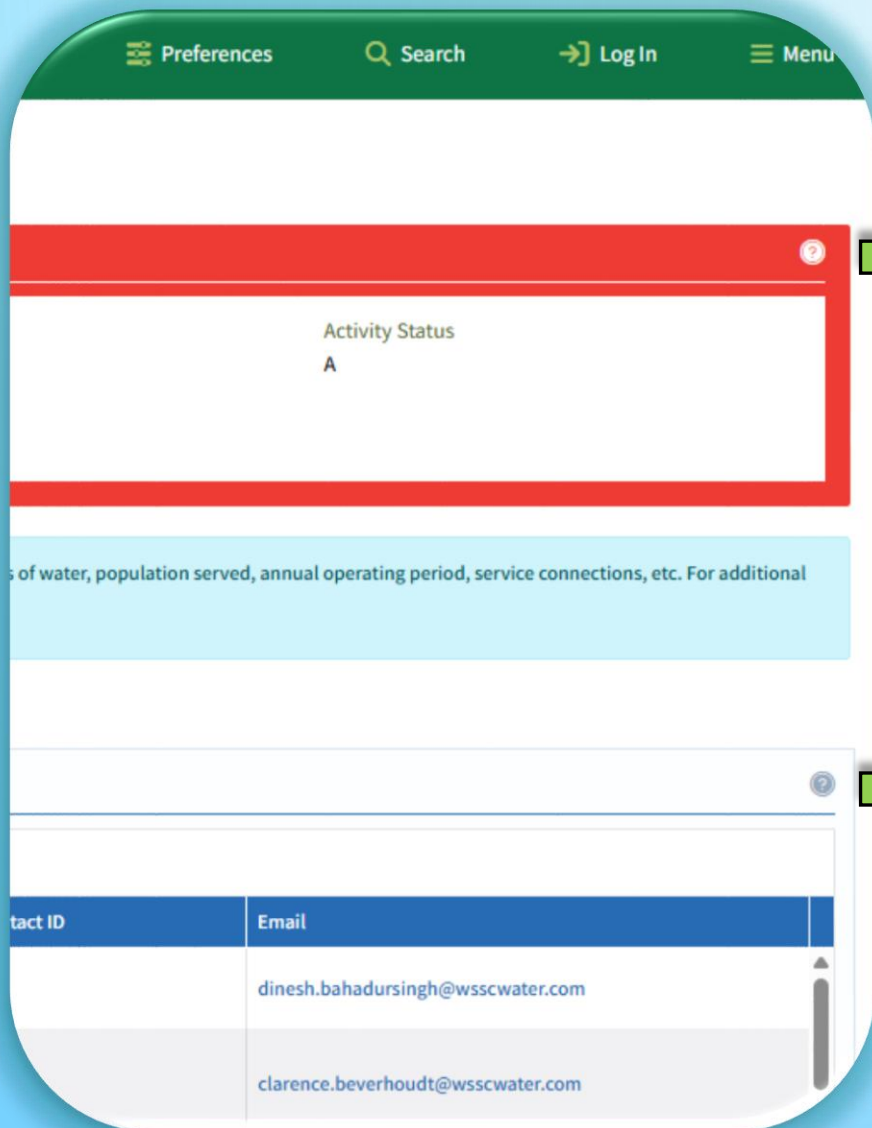 Preferences Search Log In Menu
Activity Status
A
s of water, population served, annual operating period, service connections, etc. For additional
tact ID Email
dinesh.bahadursingh@wsscwater.com
clarence.beverhoudt@wsscwater.com